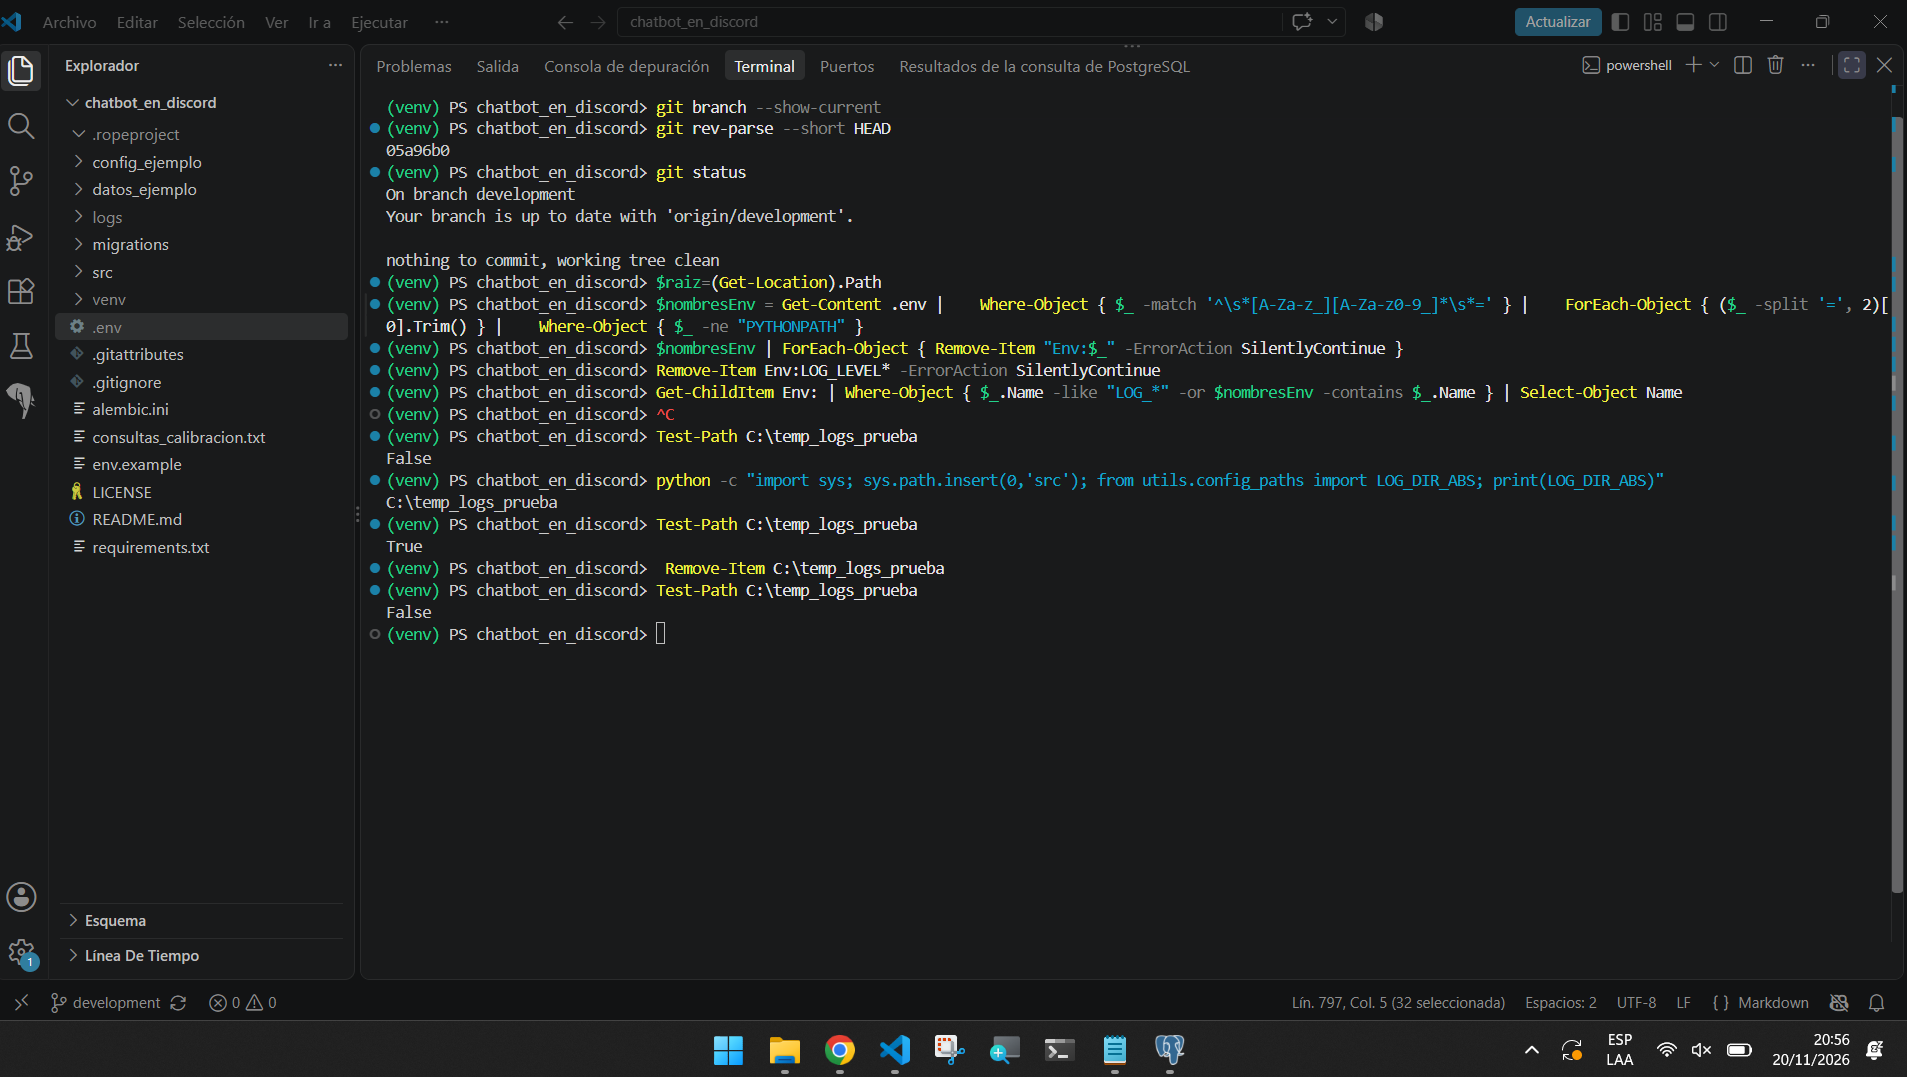 Archivo Editar Selección Ver Ir a Ejecutar ··· chatbot_en_discord Actualizar
Explorador ···
chatbot_en_discord
.ropeproject
config_ejemplo
datos_ejemplo
logs
migrations
src
venv
.env
.gitattributes
.gitignore
alembic.ini
consultas_calibracion.txt
env.example
LICENSE
README.md
requirements.txt
Esquema
Línea De Tiempo
1
Problemas Salida Consola de depuración Terminal Puertos Resultados de la consulta de PostgreSQL powershell ···
(venv) PS chatbot_en_discord> git branch --show-current
(venv) PS chatbot_en_discord> git rev-parse --short HEAD
05a96b0
(venv) PS chatbot_en_discord> git status
On branch development
Your branch is up to date with 'origin/development'.
nothing to commit, working tree clean
(venv) PS chatbot_en_discord> $raiz=(Get-Location).Path
(venv) PS chatbot_en_discord> $nombresEnv = Get-Content .env |    Where-Object { $_ -match '^\s*[A-Za-z_][A-Za-z0-9_]*\s*=' } |    ForEach-Object { ($_ -split '=', 2)[
0].Trim() } |    Where-Object { $_ -ne "PYTHONPATH" }
(venv) PS chatbot_en_discord> $nombresEnv | ForEach-Object { Remove-Item "Env:$_" -ErrorAction SilentlyContinue }
(venv) PS chatbot_en_discord> Remove-Item Env:LOG_LEVEL* -ErrorAction SilentlyContinue
(venv) PS chatbot_en_discord> Get-ChildItem Env: | Where-Object { $_.Name -like "LOG_*" -or $nombresEnv -contains $_.Name } | Select-Object Name
(venv) PS chatbot_en_discord> ^C
(venv) PS chatbot_en_discord> Test-Path C:\temp_logs_prueba
False
(venv) PS chatbot_en_discord> python -c "import sys; sys.path.insert(0,'src'); from utils.config_paths import LOG_DIR_ABS; print(LOG_DIR_ABS)"
C:\temp_logs_prueba
(venv) PS chatbot_en_discord> Test-Path C:\temp_logs_prueba
True
(venv) PS chatbot_en_discord>  Remove-Item C:\temp_logs_prueba
(venv) PS chatbot_en_discord> Test-Path C:\temp_logs_prueba
False
(venv) PS chatbot_en_discord>
development 0 0 Lín. 797, Col. 5 (32 seleccionada) Espacios: 2 UTF-8 LF { } Markdown
ESP
LAA
20:56
20/11/2026